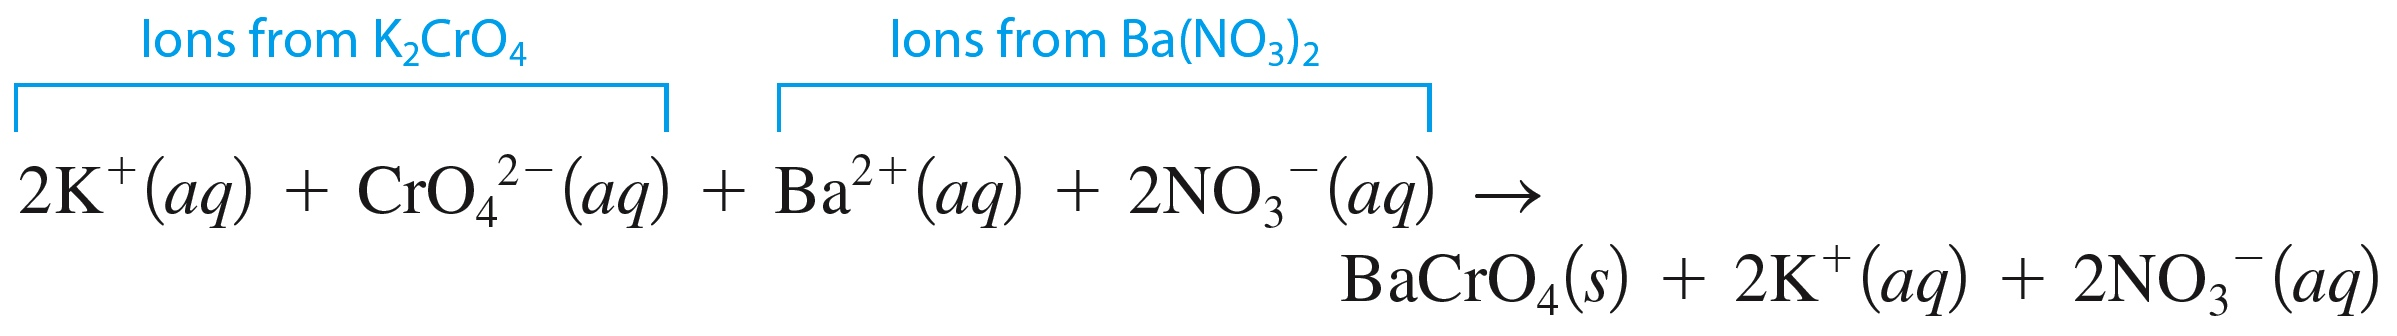 Ions from K₂CrO₄ Ions from Ba(NO₃)₂
2K⁺(aq) + CrO₄²⁻(aq) + Ba²⁺(aq) + 2NO₃⁻(aq) →
BaCrO₄(s) + 2K⁺(aq) + 2NO₃⁻(aq)